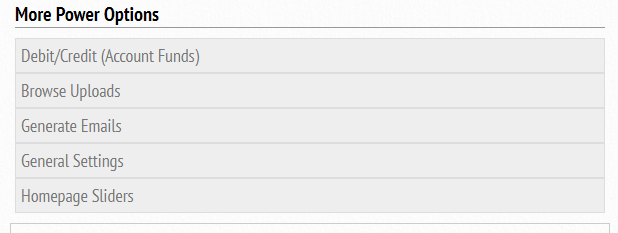 More Power Options
Debit/Credit (Account Funds)
Browse Uploads
Generate Emails
General Settings
Homepage Sliders